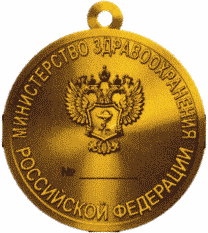 МИНИСТЕРСТВО ЗДРАВООХРАНЕНИЯ
№
РОССИЙСКОЙ ФЕДЕРАЦИИ